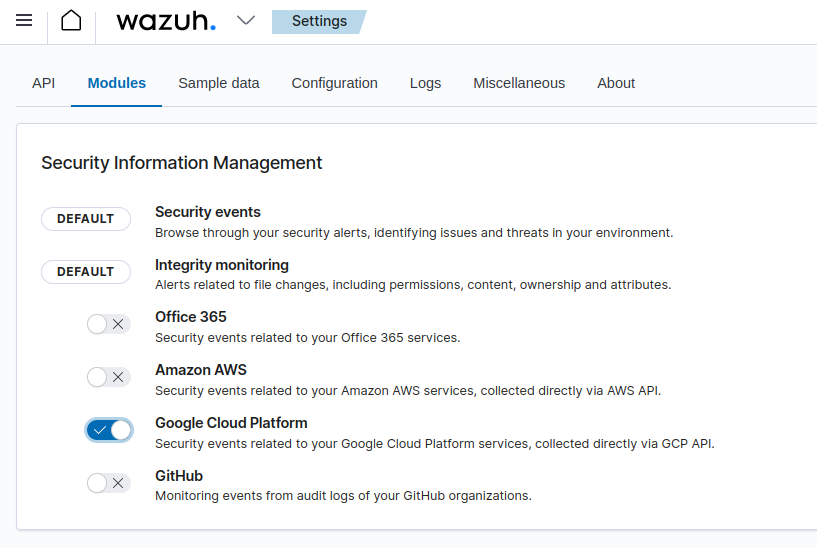 wazuh.
Settings
API Modules Sample data Configuration Logs Miscellaneous About
Security Information Management
DEFAULT
Security events
Browse through your security alerts, identifying issues and threats in your environment.
DEFAULT
Integrity monitoring
Alerts related to file changes, including permissions, content, ownership and attributes.
Office 365
Security events related to your Office 365 services.
Amazon AWS
Security events related to your Amazon AWS services, collected directly via AWS API.
Google Cloud Platform
Security events related to your Google Cloud Platform services, collected directly via GCP API.
GitHub
Monitoring events from audit logs of your GitHub organizations.